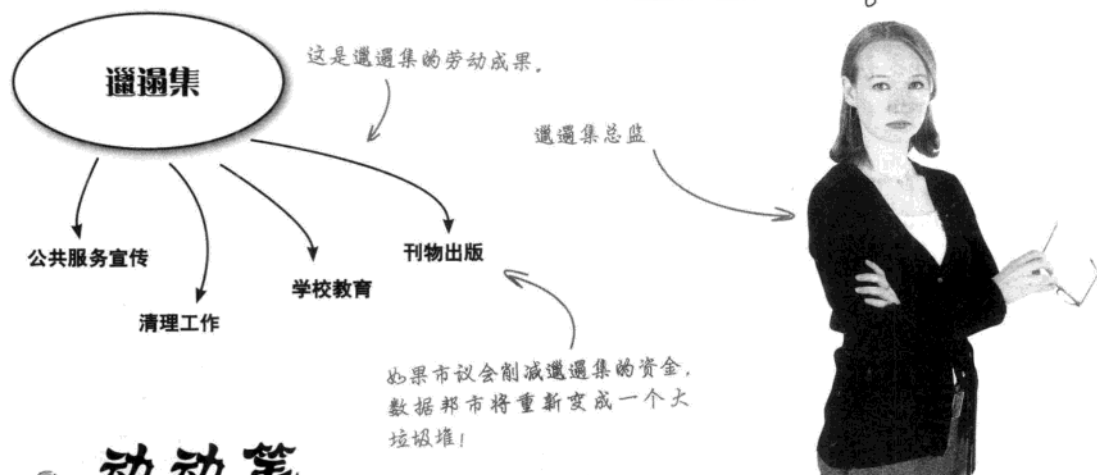 邋遢集
这是邋遢集的劳动成果。
邋遢集总监
公共服务宣传
刊物出版
学校教育
清理工作
如果市议会削减邋遢集的资金，
数据邦市将重新变成一个大
垃圾堆！
动动笔